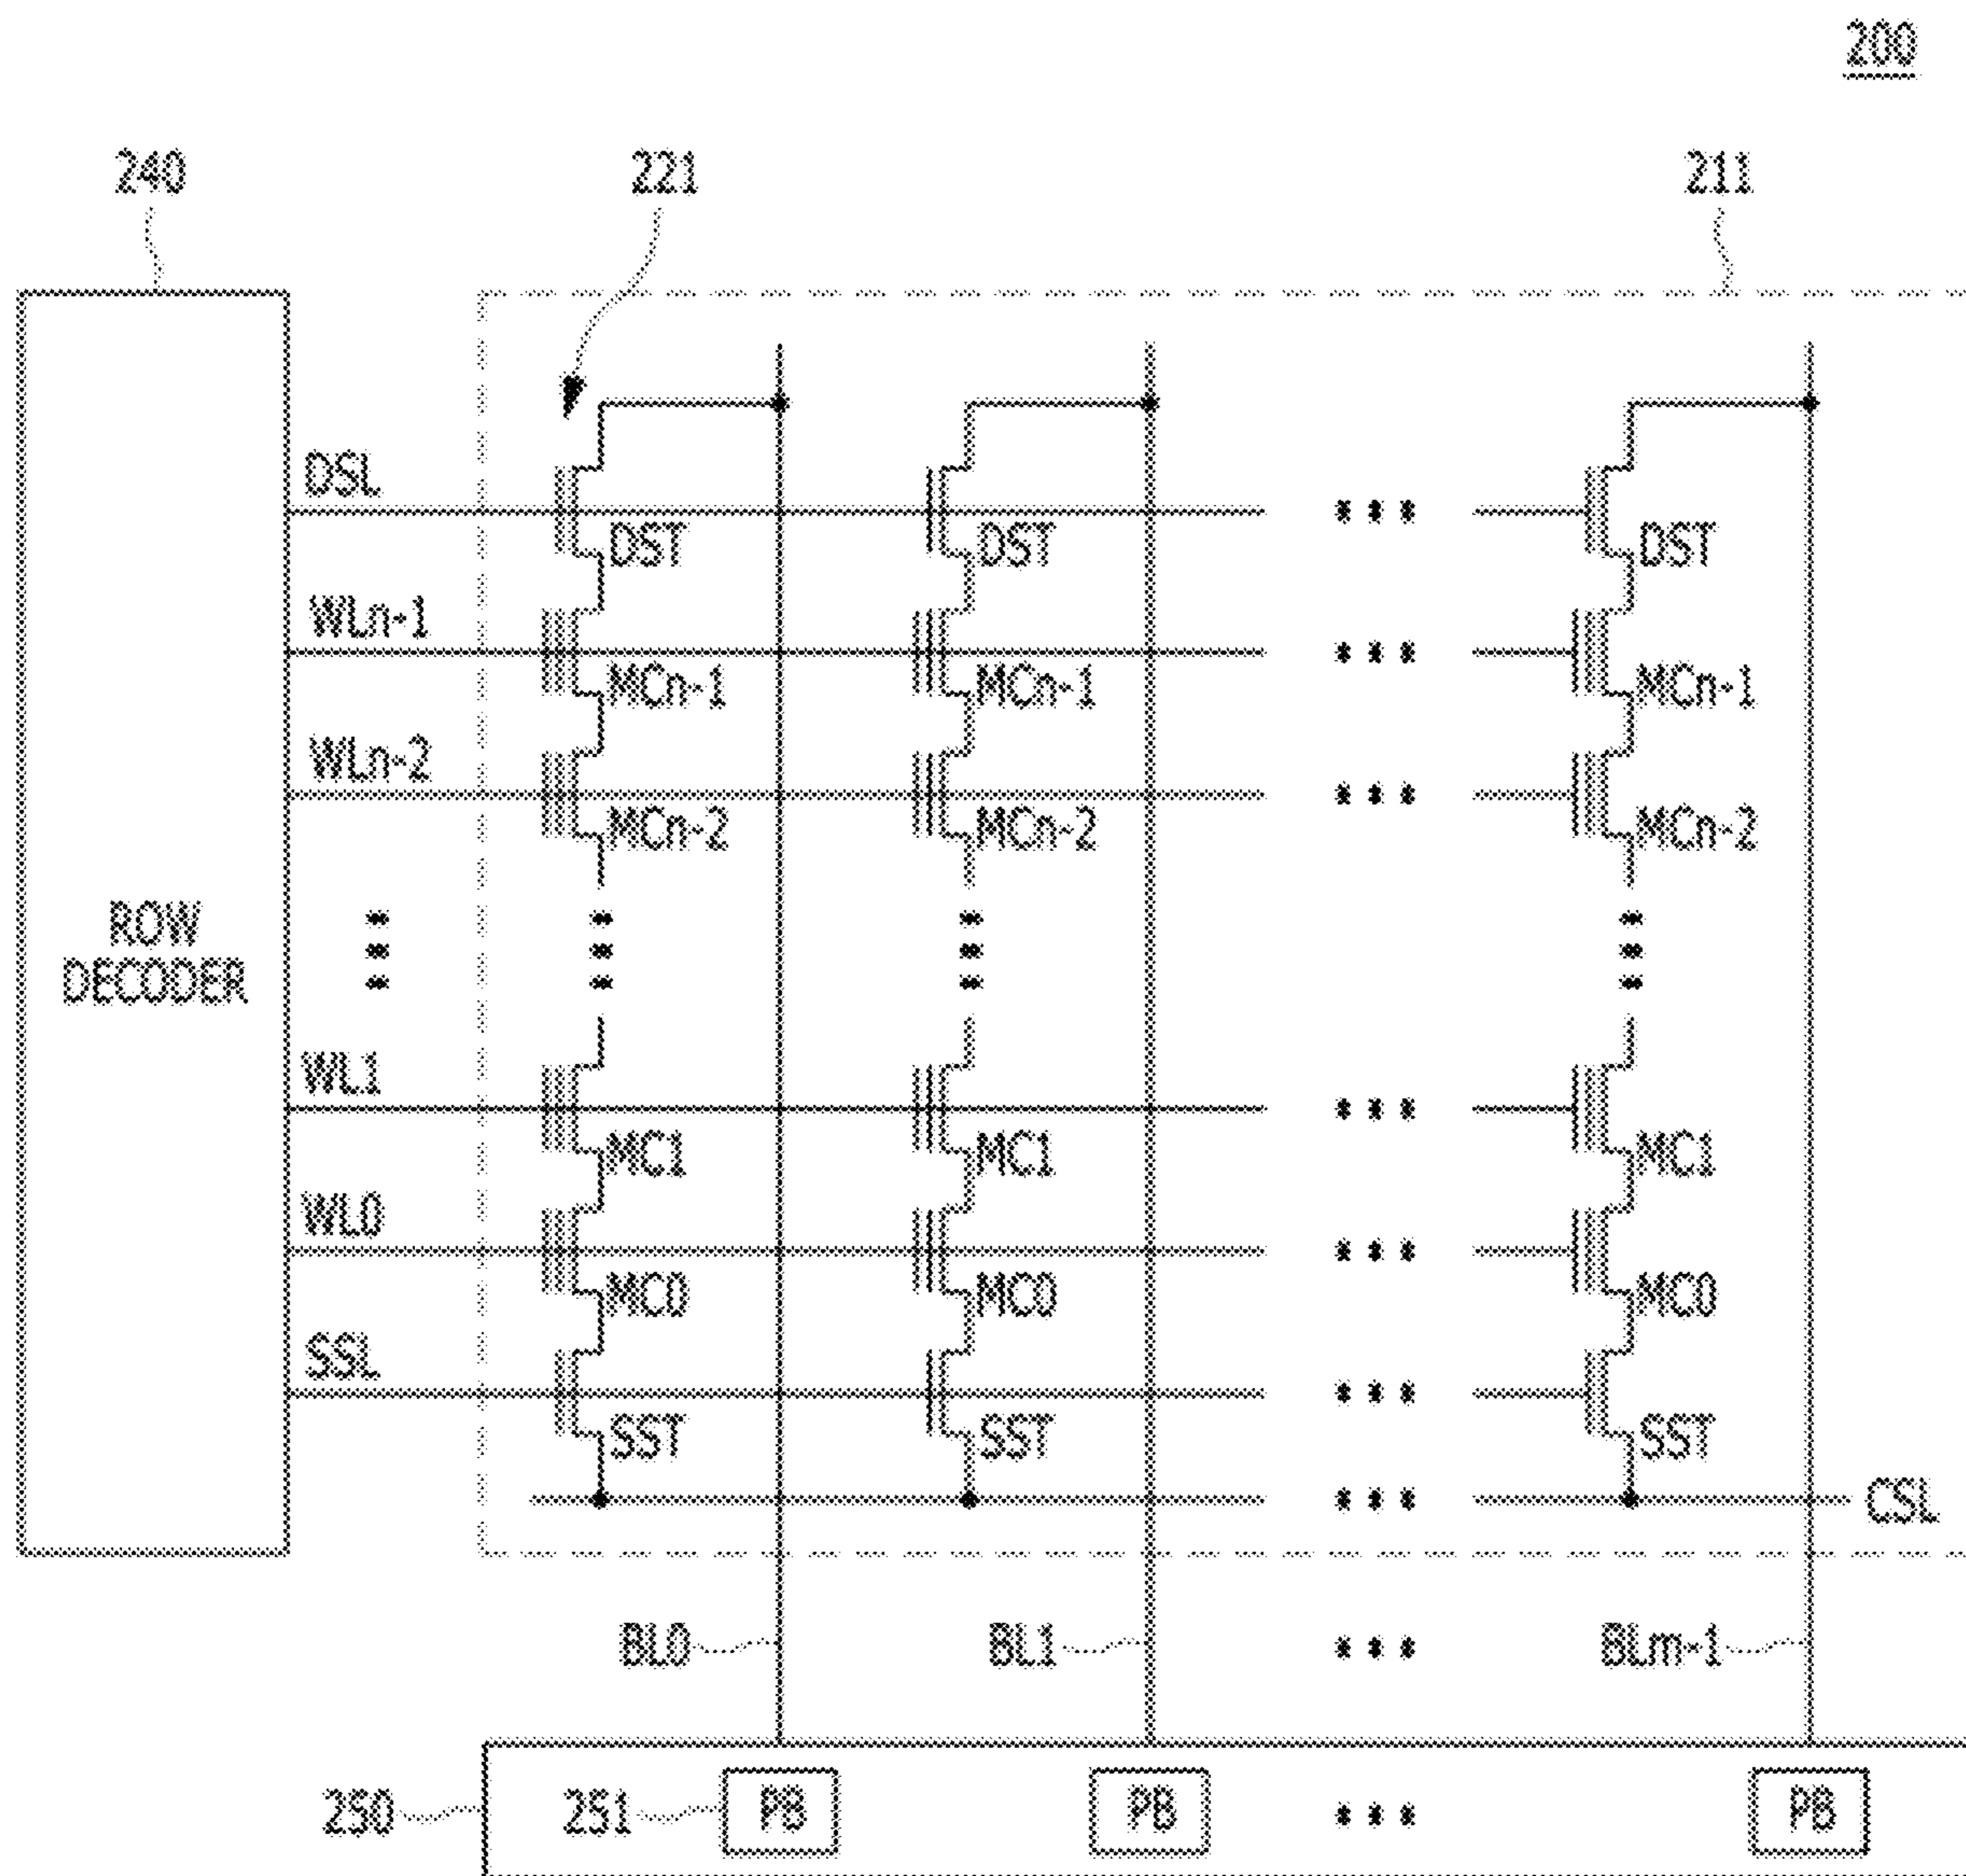 200
240 221 211
DSL
DST DST DST
WLn-1
MCn-1 MCn-1 MCn-1
WLn-2
MCn-2 MCn-2 MCn-2
ROW
DECODER
WL1
MC1 MC1 MC1
WL0
MC0 MC0 MC0
SSL
SST SST SST
CSL
BL0 BL1 BLm-1
250 251 PB PB PB